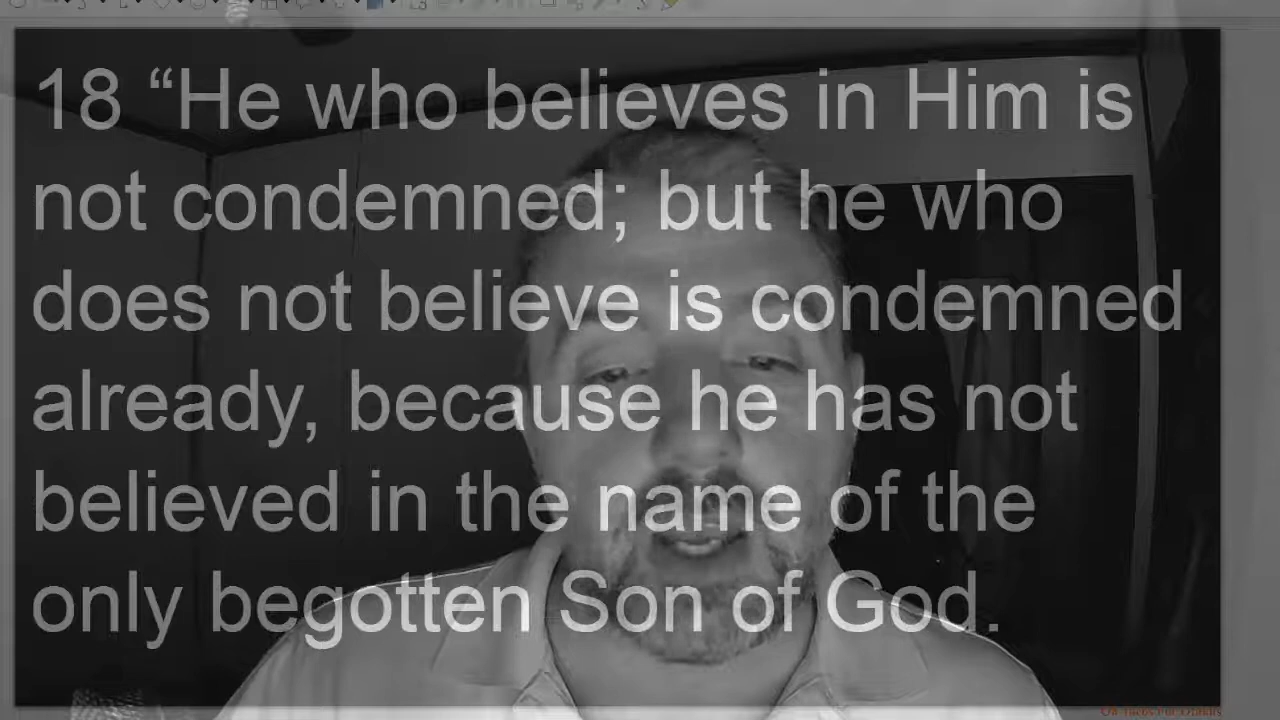 18 “He who believes in Him is
not condemned; but he who
does not believe is condemned
already, because he has not
believed in the name of the
only begotten Son of God.